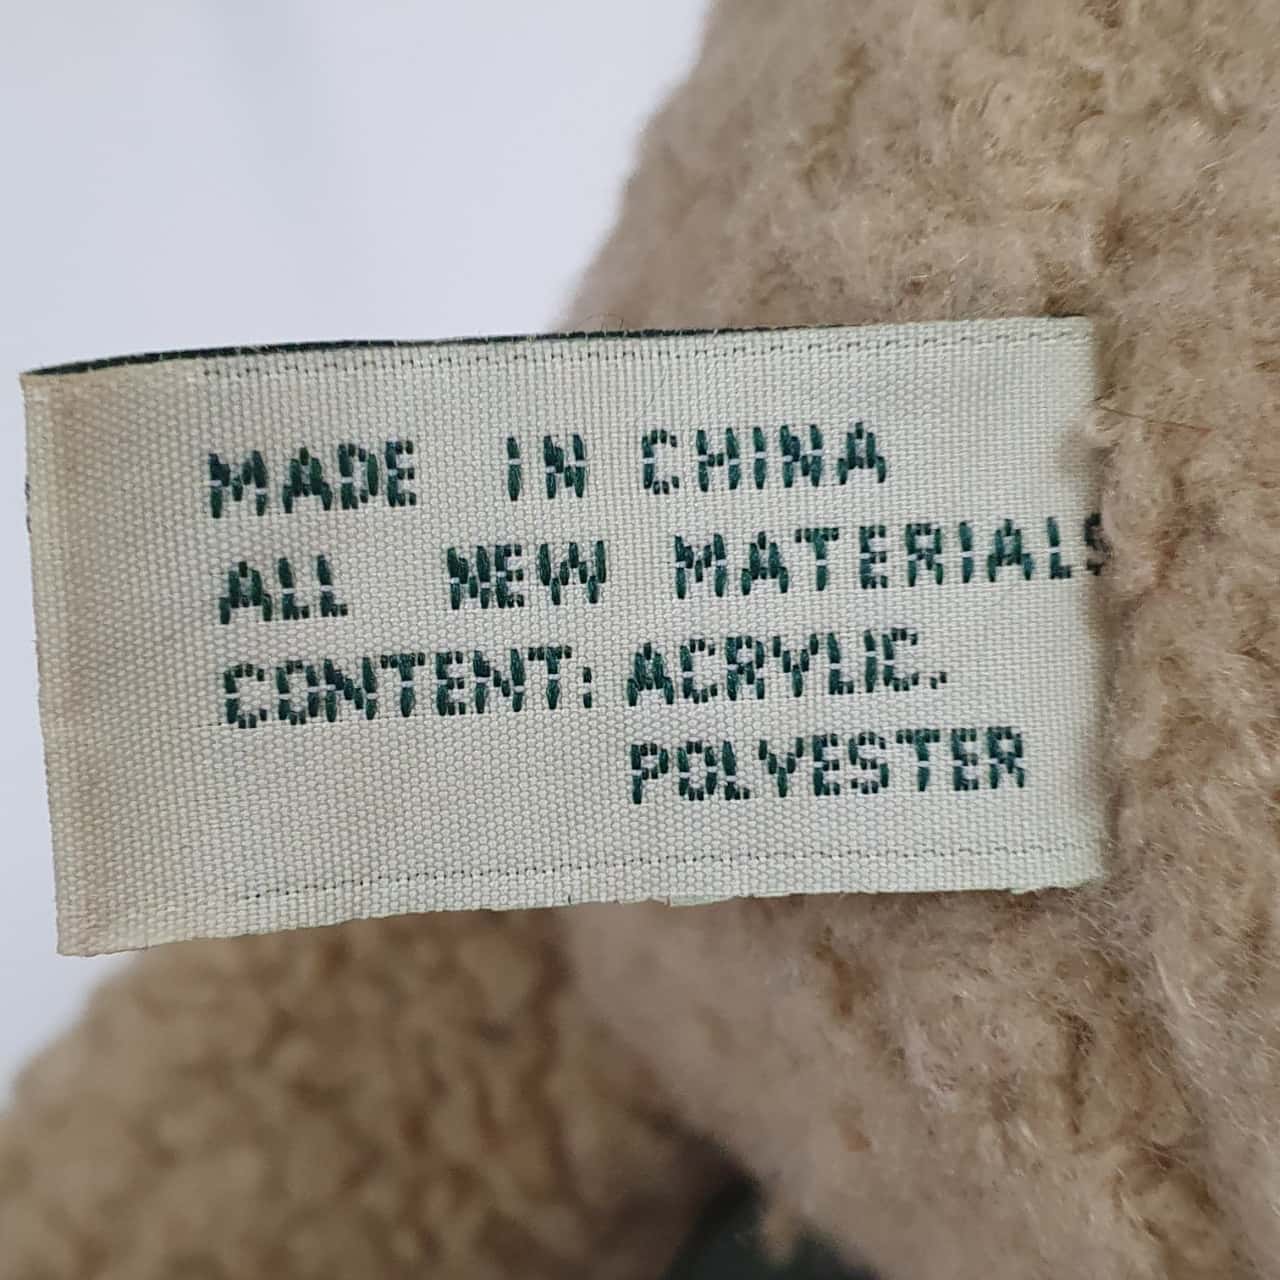 MADE IN CHINA
ALL NEW MATERIALS
CONTENT: ACRYLIC,
POLYESTER